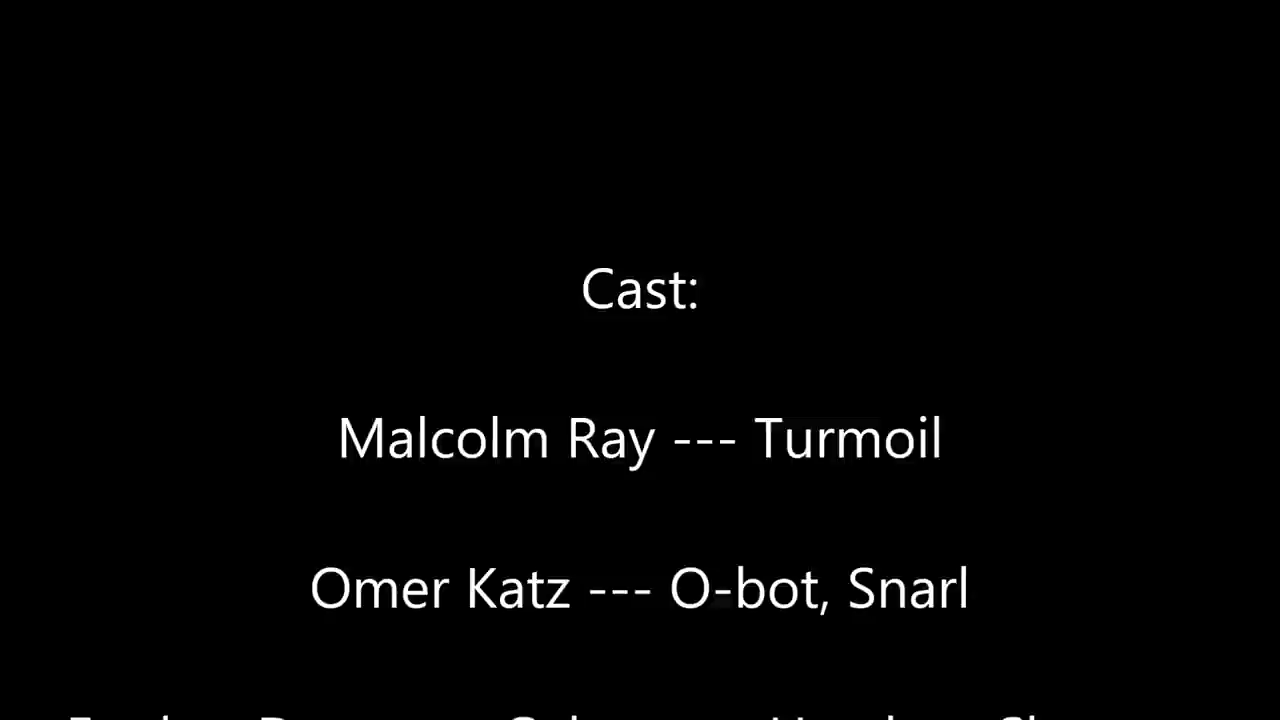 Cast:
Malcolm Ray --- Turmoil
Omer Katz --- O-bot, Snarl